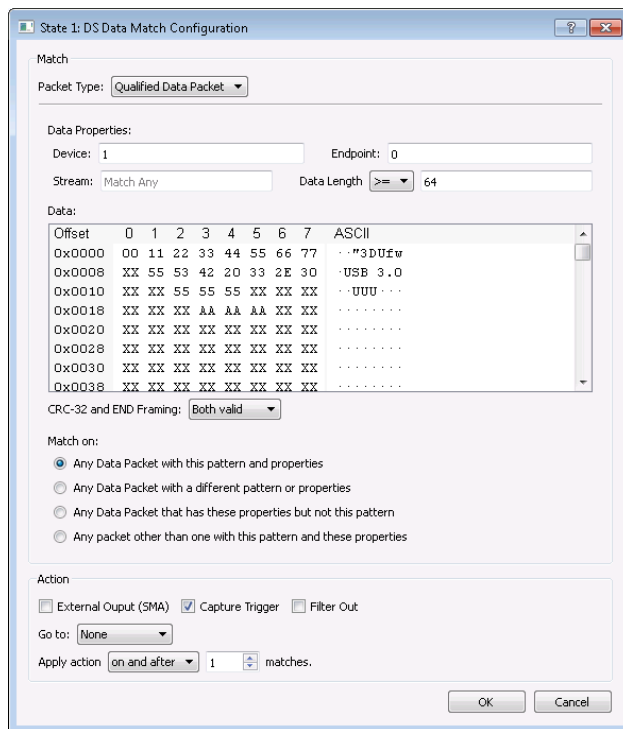 State 1: DS Data Match Configuration
Match
Packet Type: Qualified Data Packet
Data Properties:
Device: 1 Endpoint: 0
Stream: Match Any Data Length >= 64
Data:
Offset 0 1 2 3 4 5 6 7 ASCII
0x0000 00 11 22 33 44 55 66 77 ··"3DUfw
0x0008 XX 55 53 42 20 33 2E 30 ·USB 3.0
0x0010 XX XX 55 55 55 XX XX XX ··UUU···
0x0018 XX XX XX AA AA AA XX XX ········
0x0020 XX XX XX XX XX XX XX XX ········
0x0028 XX XX XX XX XX XX XX XX ········
0x0030 XX XX XX XX XX XX XX XX ········
0x0038 XX XX XX XX XX XX XX XX ········
CRC-32 and END Framing: Both valid
Match on:
Any Data Packet with this pattern and properties
Any Data Packet with a different pattern or properties
Any Data Packet that has these properties but not this pattern
Any packet other than one with this pattern and these properties
Action
External Ouput (SMA) Capture Trigger Filter Out
Go to: None
Apply action on and after 1 matches.
OK Cancel